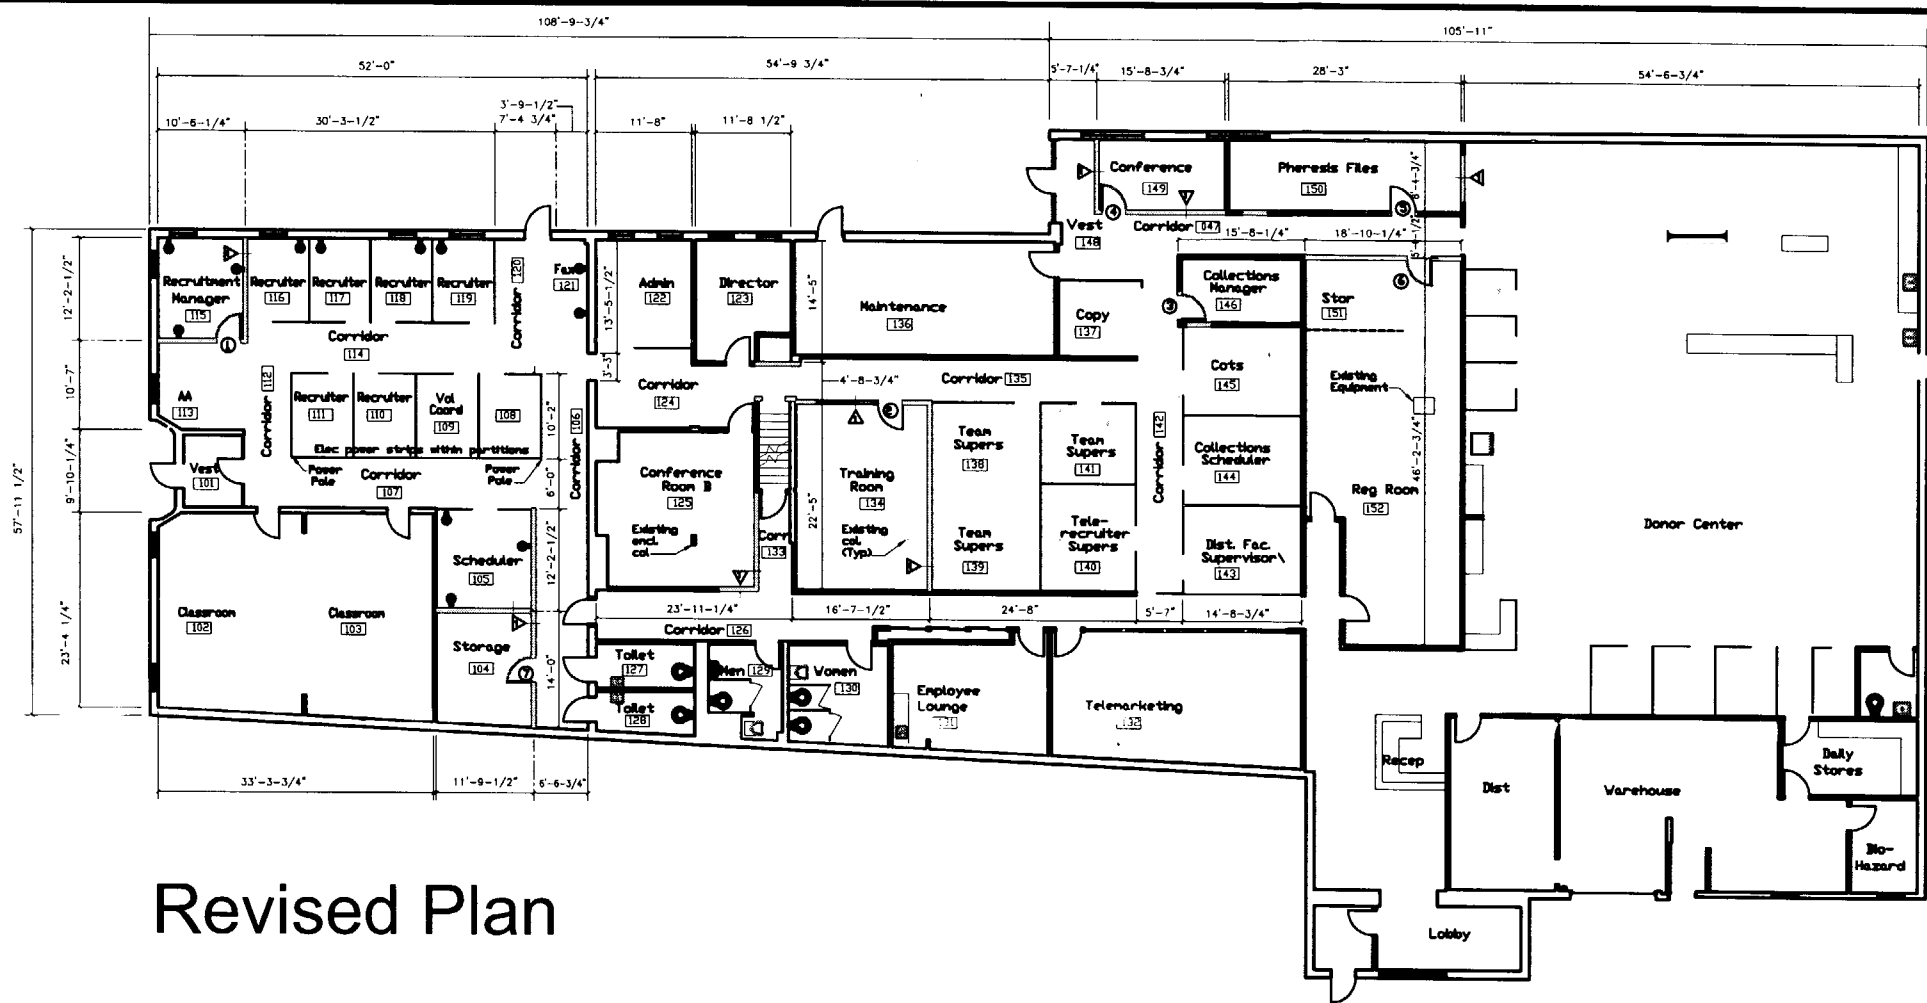 108'-9-3/4"
105'-11"
52'-0"
54'-9 3/4"
5'-7-1/4"
15'-8-3/4"
28'-3"
54'-6-3/4"
3'-9-1/2"
10'-6-1/4"
30'-3-1/2"
7'-4 3/4"
11'-8"
11'-8 1/2"
Conference
149
Pheresis Files
150
6'-4-3/4"
4
5
Vest
148
Corridor 047
15'-8-1/4"
18'-10-1/4"
Recruitment
Manager
115
Recruiter
116
Recruiter
117
Recruiter
118
Recruiter
119
Corridor 120
Fax
121
13'-5-1/2"
Admin
122
Director
123
14'-5"
Maintenance
136
Copy
137
3
Collections
Manager
146
Stor
151
6
12'-2-1/2"
1
Corridor
114
3'-3"
10'-7"
AA
113
Corridor 112
Recruiter
111
Recruiter
110
Vol
Coord
109
108
10'-2"
Corridor 106
Corridor
124
4'-8-3/4"
Corridor 135
Cots
145
Existing
Equipment
2
Elec power strips within partitions
9'-10-1/4"
Vest
101
Power
Pole
Corridor
107
Power
Pole
6'-0"
Conference
Room B
125
Existing
encl.
col
Corr
133
22'-5"
Training
Room
134
Existing
col.
(Typ)
Team
Supers
138
Team
Supers
141
Corridor 142
Collections
Scheduler
144
46'-2-3/4"
Reg Room
152
Donor Center
57'-11 1/2"
Scheduler
105
12'-2-1/2"
Team
Supers
139
Tele-
recruiter
Supers
140
Dist. Fac.
Supervisor\
143
Classroom
102
Classroom
103
23'-4 1/4"
Storage
104
7
14'-0"
23'-11-1/4"
16'-7-1/2"
24'-8"
5'-7"
14'-8-3/4"
Corridor 126
Toilet
127
Toilet
128
Men 129
Women
130
Employee
Lounge
131
Telemarketing
132
Recep
Dist
Warehouse
Daily
Stores
Bio-
Hazard
33'-3-3/4"
11'-9-1/2"
6'-6-3/4"
Lobby
Revised Plan